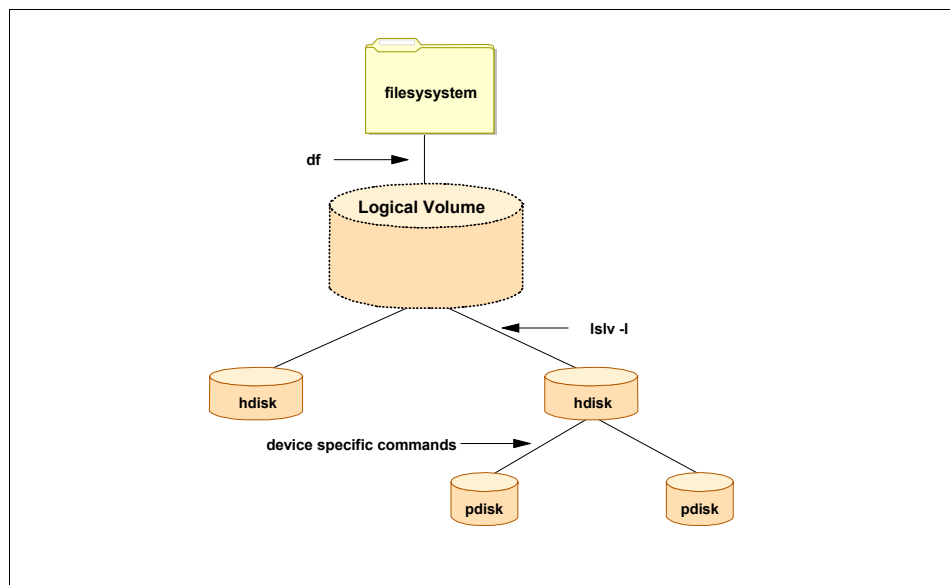 filesysystem
df
Logical Volume
lslv -l
hdisk
hdisk
device specific commands
pdisk
pdisk